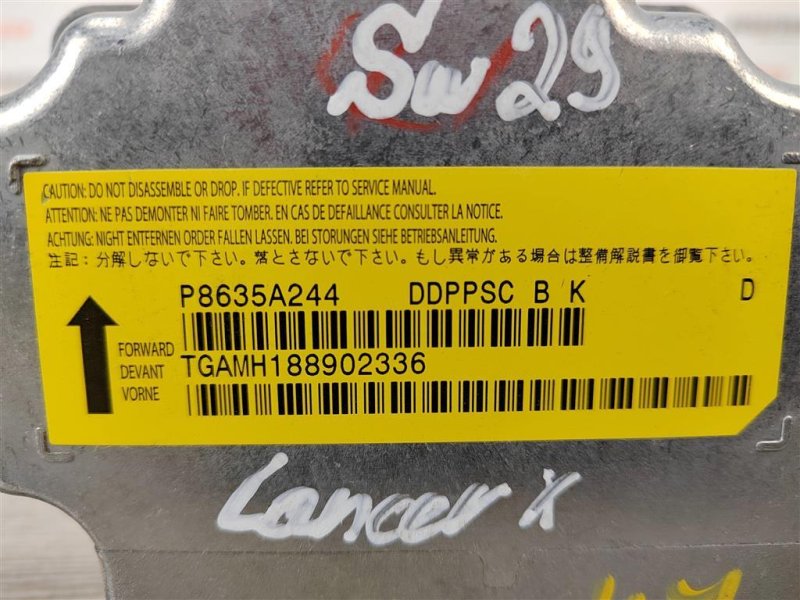 Sw 29
CAUTION: DO NOT DISASSEMBLE OR DROP. IF DEFECTIVE REFER TO SERVICE MANUAL.
ATTENTION: NE PAS DEMONTER NI FAIRE TOMBER. EN CAS DE DEFAILLANCE CONSULTER LA NOTICE.
ACHTUNG: NIGHT ENTFERNEN ORDER FALLEN LASSEN. BEI STORUNGEN SIEHE BETRIEBSANLEITUNG.
注記：分解しないで下さい。落とさないで下さい。もし異常がある場合は整備解説書を御覧下さい。
P8635A244 DDPPSC B K D
FORWARD
DEVANT
VORNE
TGAMH188902336
Lancer X